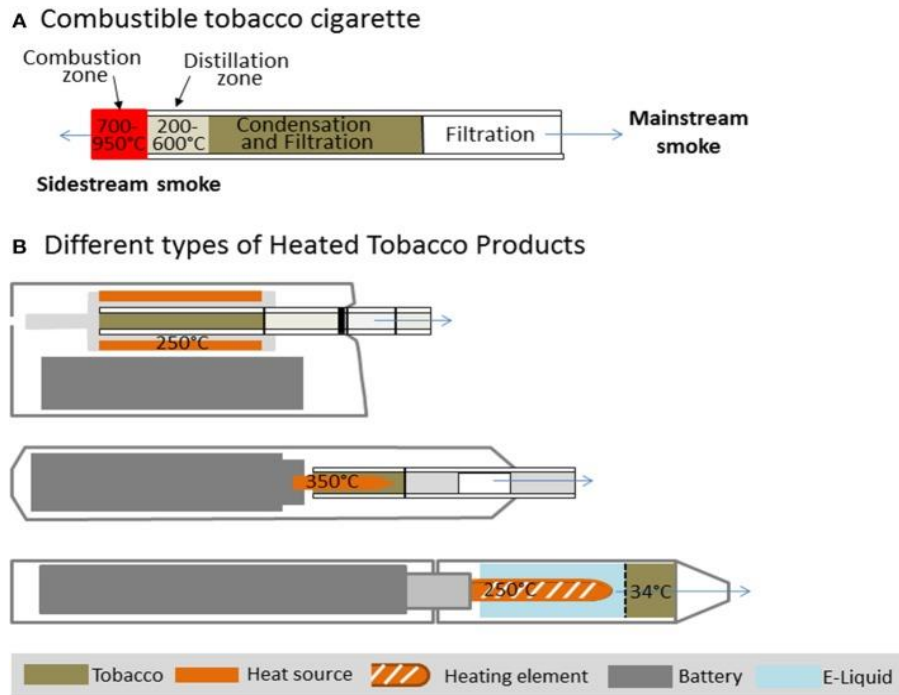 A Combustible tobacco cigarette
Combustion
zone
Distillation
zone
700-
950°C
200-
600°C
Condensation
and Filtration
Filtration
Mainstream
smoke
Sidestream smoke
B Different types of Heated Tobacco Products
250°C
350°C
250°C
34°C
Tobacco
Heat source
Heating element
Battery
E-Liquid